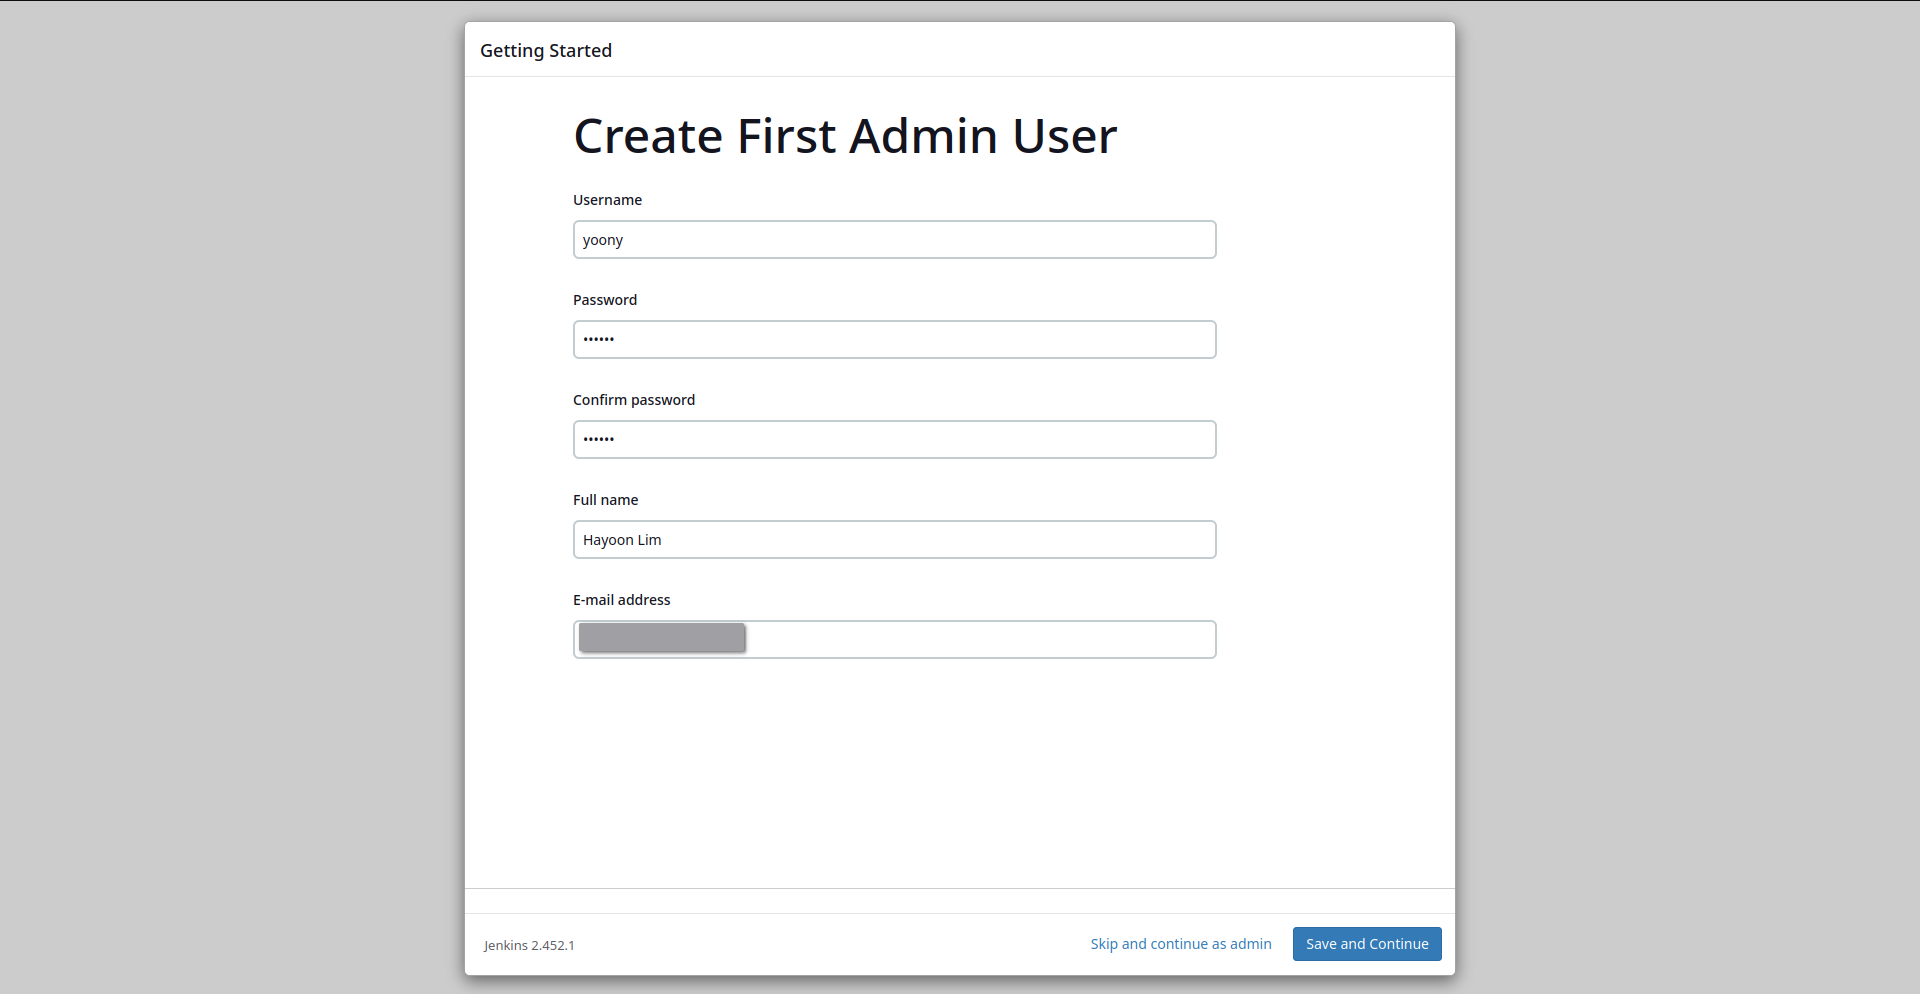 Getting Started
Create First Admin User
Username
yoony
Password
••••••
Confirm password
••••••
Full name
Hayoon Lim
E-mail address
Jenkins 2.452.1
Skip and continue as admin
Save and Continue